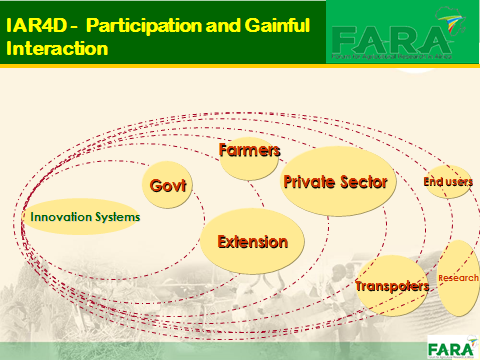 IAR4D - Participation and Gainful
Interaction
FARA
Farmers
Govt
Private Sector
End users
Innovation Systems
Extension
Research
Transpoters
FARA